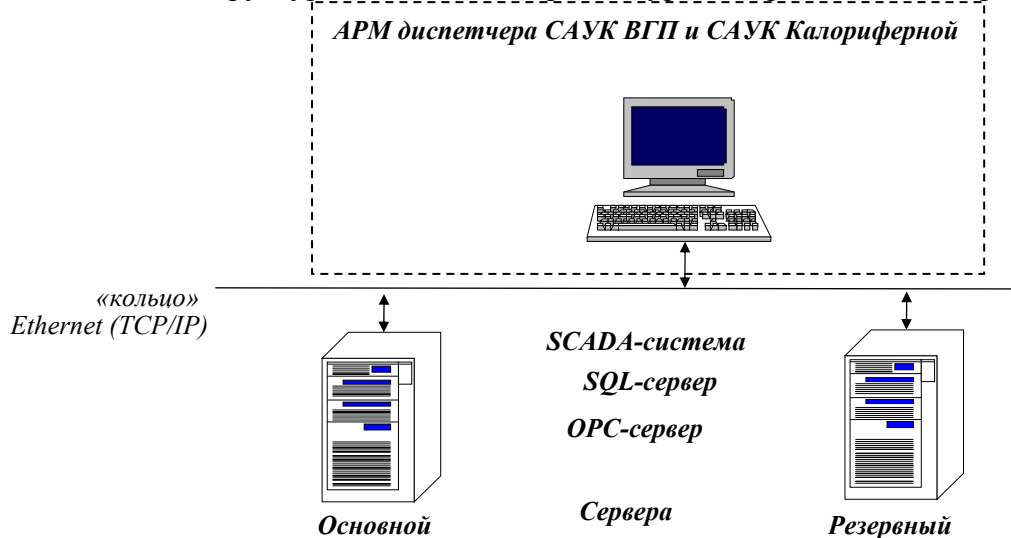 АРМ диспетчера САУК ВГП и САУК Калориферной
«кольцо»
Ethernet (TCP/IP)
SCADA-система
SQL-сервер
OPC-сервер
Сервера
Основной
Резервный